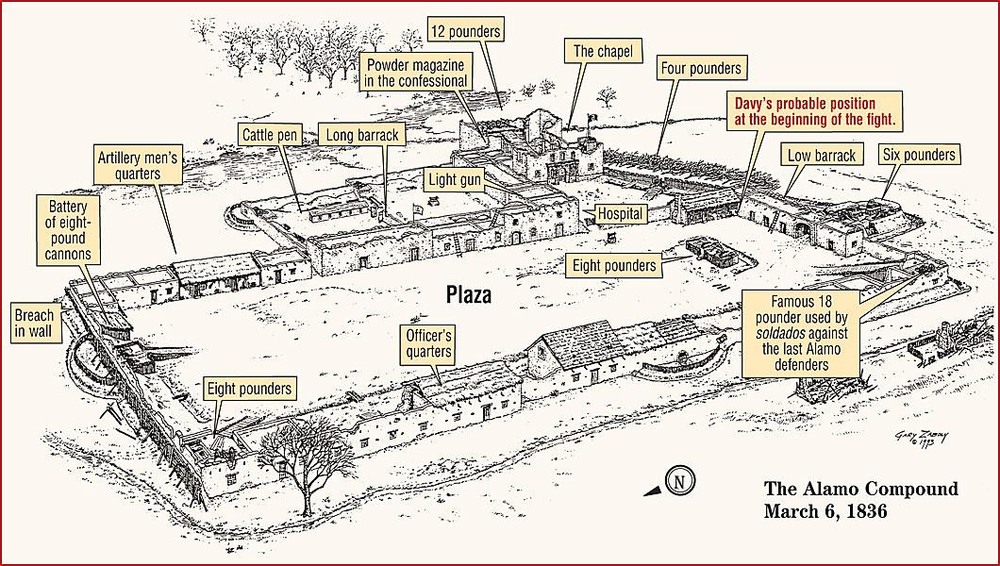 12 pounders
The chapel
Powder magazine
in the confessional
Four pounders
Davy's probable position
at the beginning of the fight.
Cattle pen
Long barrack
Artillery men's
quarters
Light gun
Low barrack
Six pounders
Battery
of eight-
pound
cannons
Hospital
Eight pounders
Plaza
Breach
in wall
Famous 18
pounder used by
soldados against
the last Alamo
defenders
Officer's
quarters
Eight pounders
GARY ZABOLY
© 1993
N
The Alamo Compound
March 6, 1836